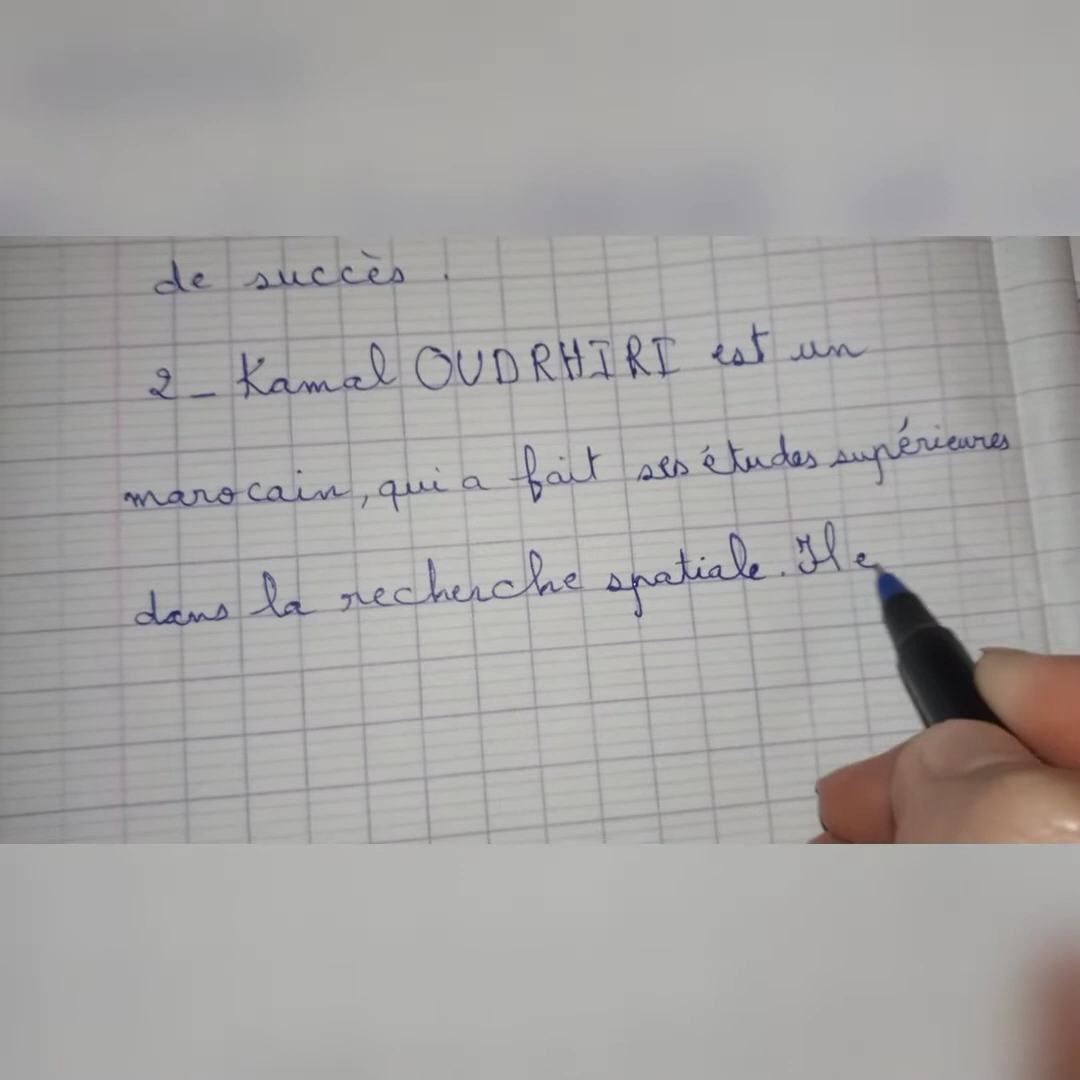 de succès.
2_ Kamal OUDRHIRI est un
marocain, qui a fait ses études supérieures
dans la recherche spatiale. Il e